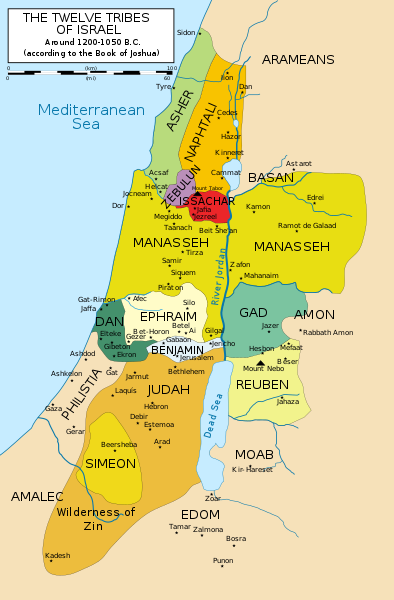 THE TWELVE TRIBES
OF ISRAEL
Around 1200-1050 B.C.
(according to the Book of Joshua)
0 100
(km)
0 (mi) 60
Sidon
ARAMEANS
Tyre
Ijon
Dan
Mediterranean
Sea
ASHER
NAPHTALI
Cedes
Hazor
Kinneret
Astarot
Acsaf
Cammat
BASAN
Helcat
ZEBULUN
Mount Tabor
Jocneam
ISSACHAR
Edrei
Dor
Jafia
Kamon
Megiddo
Jezreel
Taanach
Beit She'an
Ramot de Galaad
MANASSEH
MANASSEH
Tirza
Samir
Zafon
Siquem
Mahanaim
River Jordan
Piraton
Gat-Rimon
Afec
Silo
Jaffa
GAD
AMON
DAN
EPHRAIM
Betel
Jazer
Rabbath Amon
Elteke
Bet-Horon
Ai
Gilgal
Gezer
Gabaon
Jericho
Gibeton
BENJAMIN
Hesbon
Mefaat
Ashdod
Ekron
Jerusalem
Bėser
Mount Nebo
Gat
Bethlehem
Ashkelon
Jarmut
REUBEN
PHILISTIA
JUDAH
Laquis
Jahaza
Gaza
Hebron
Dead Sea
Debir
Estemoa
Gerar
Arad
Beersheba
MOAB
SIMEON
Kir-Hareset
AMALEC
Zoar
Wilderness of
Zin
EDOM
Tamar
Zalmona
Bosra
Kadesh
Punon